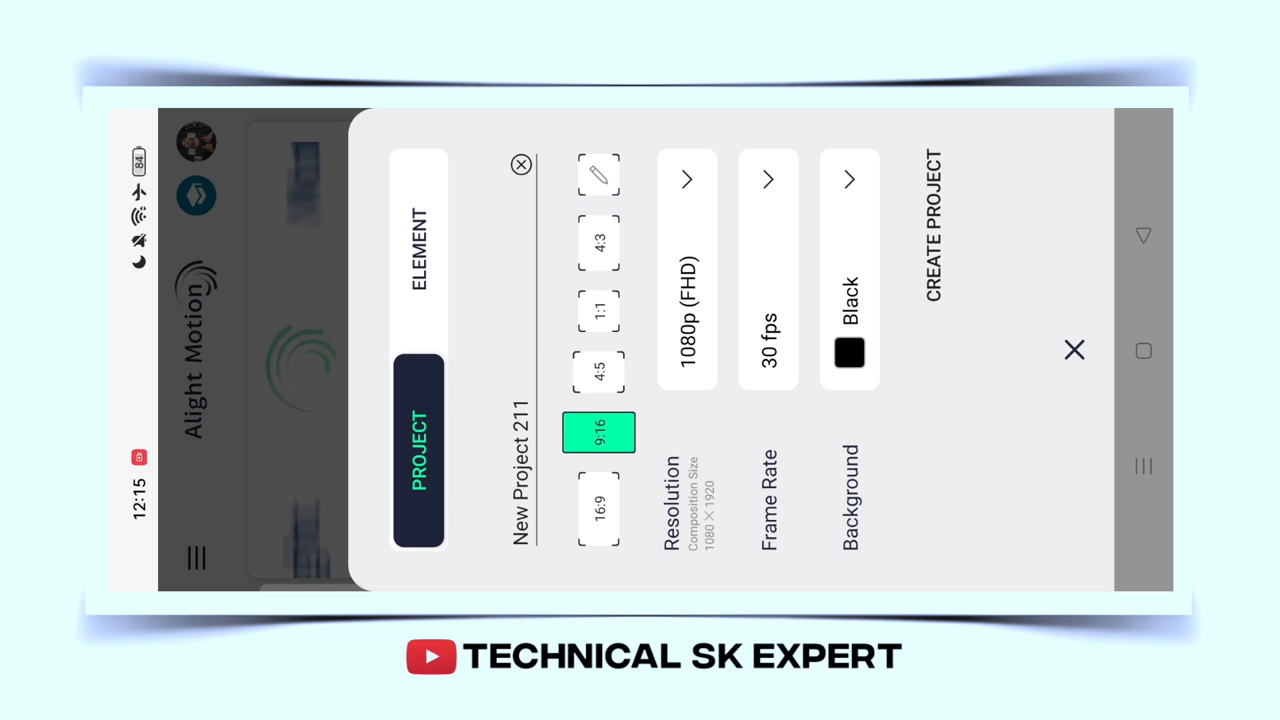 12:15
84
Alight Motion
PROJECT ELEMENT
New Project 211
16:9 9:16 4:5 1:1 4:3
Resolution 1080p (FHD)
Composition Size
1080 × 1920
Frame Rate 30 fps
Background Black
CREATE PROJECT
TECHNICAL SK EXPERT